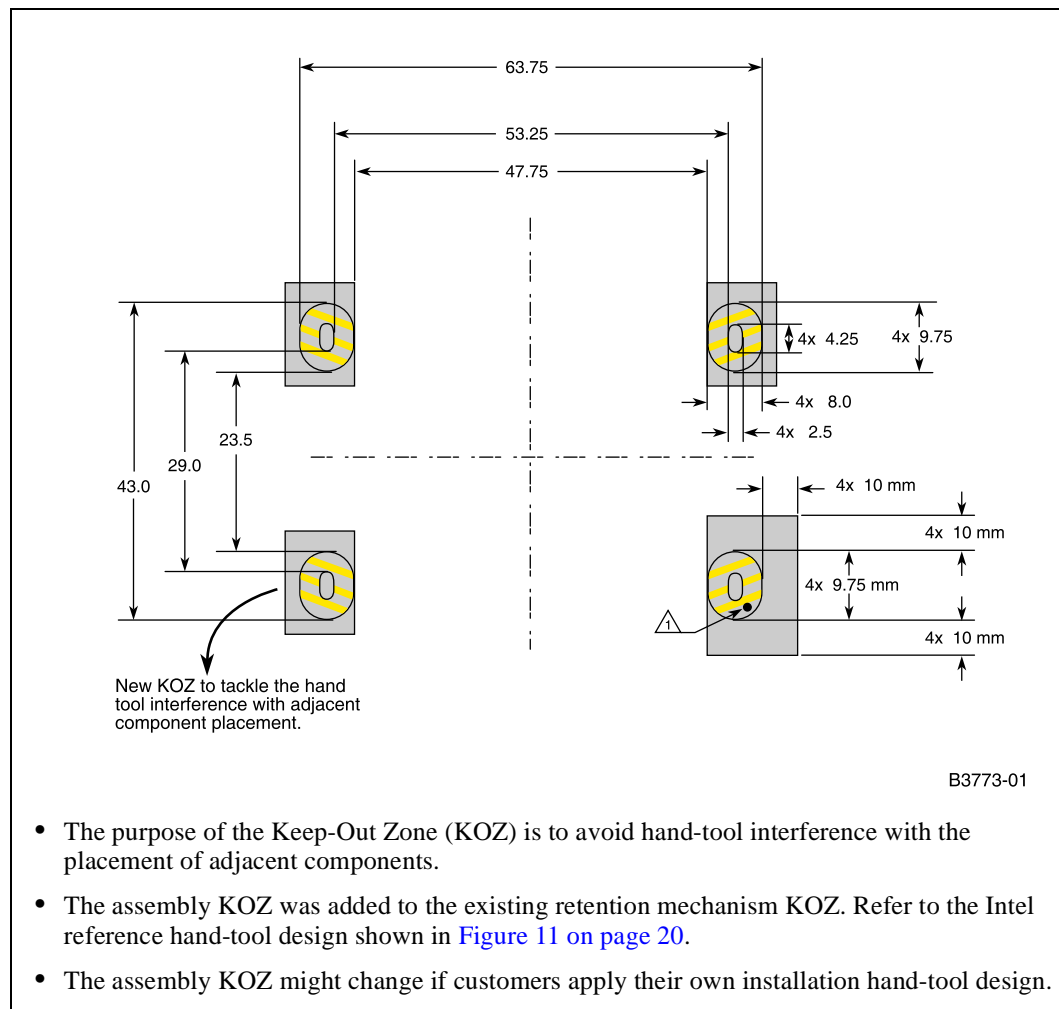 63.75
53.25
47.75
4x 4.25
4x 9.75
4x 8.0
4x 2.5
23.5
29.0
43.0
4x 10 mm
4x 10 mm
4x 9.75 mm
1
4x 10 mm
New KOZ to tackle the hand
tool interference with adjacent
component placement.
B3773-01
• The purpose of the Keep-Out Zone (KOZ) is to avoid hand-tool interference with the
placement of adjacent components.
• The assembly KOZ was added to the existing retention mechanism KOZ. Refer to the Intel
reference hand-tool design shown in Figure 11 on page 20.
• The assembly KOZ might change if customers apply their own installation hand-tool design.